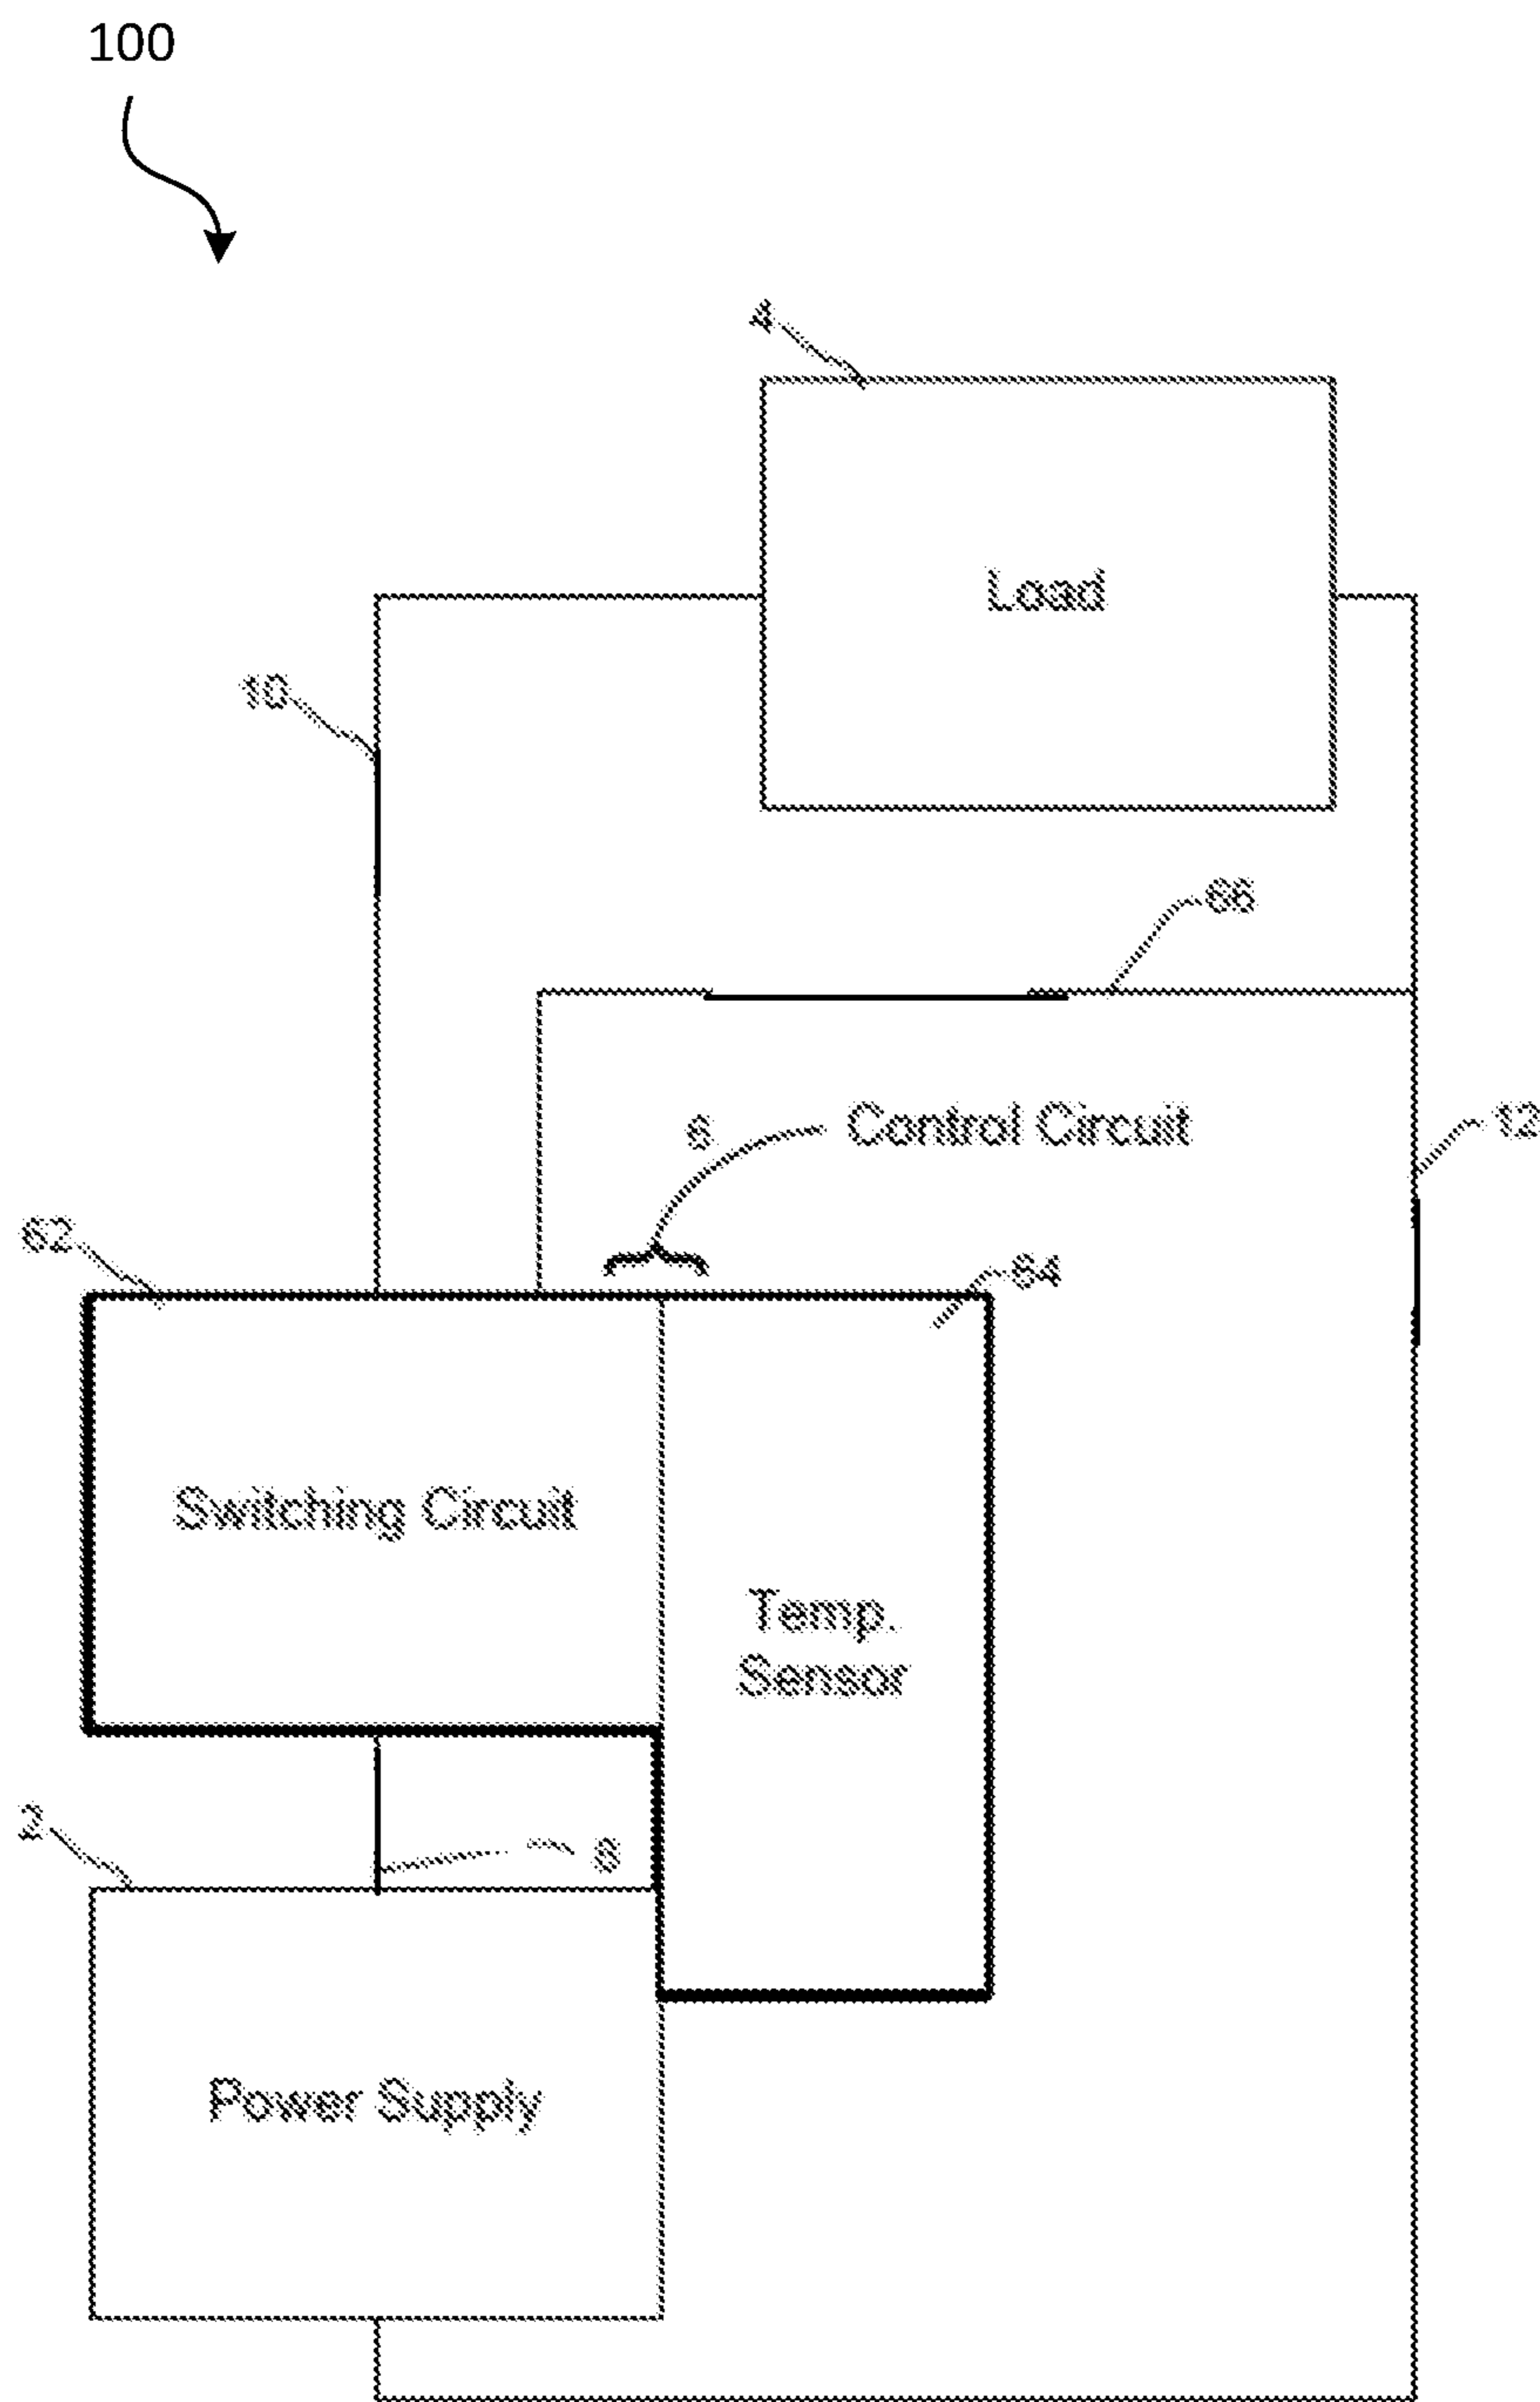 100
4
Load
10
66
6
Control Circuit
12
62
64
Switching Circuit
Temp.
Sensor
2
8
Power Supply